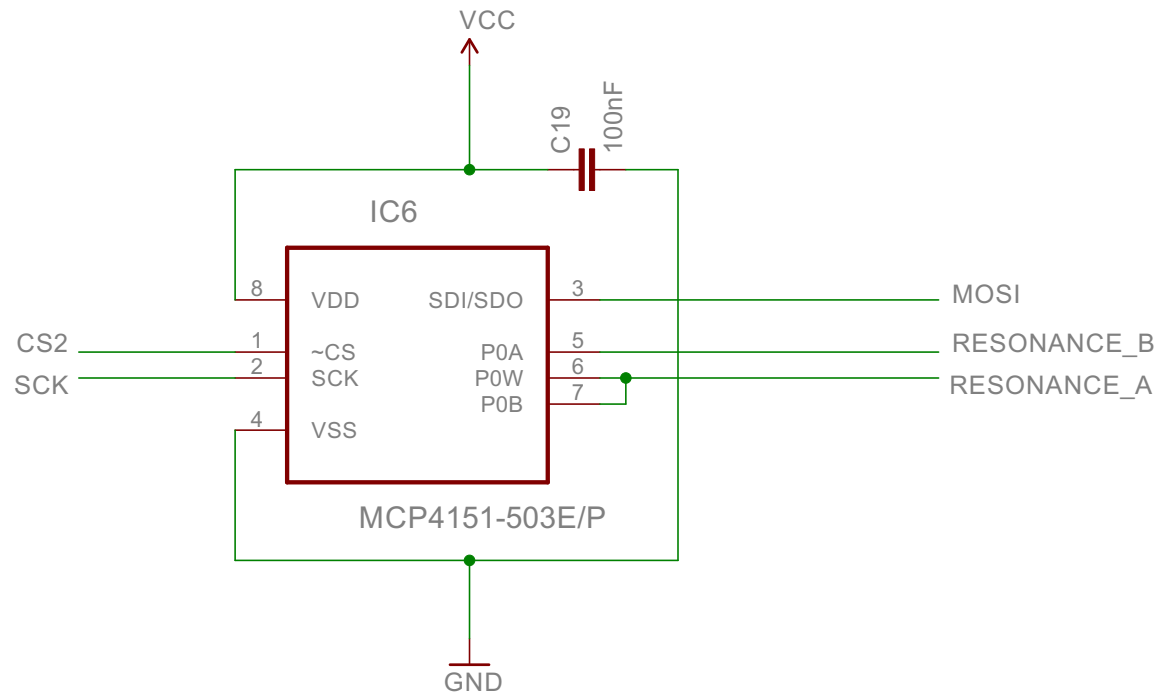 VCC
C19
100nF
IC6
8
VDD
SDI/SDO
3
MOSI
CS2
1
~CS
P0A
5
RESONANCE_B
SCK
2
SCK
P0W
6
RESONANCE_A
P0B
7
4
VSS
MCP4151-503E/P
GND